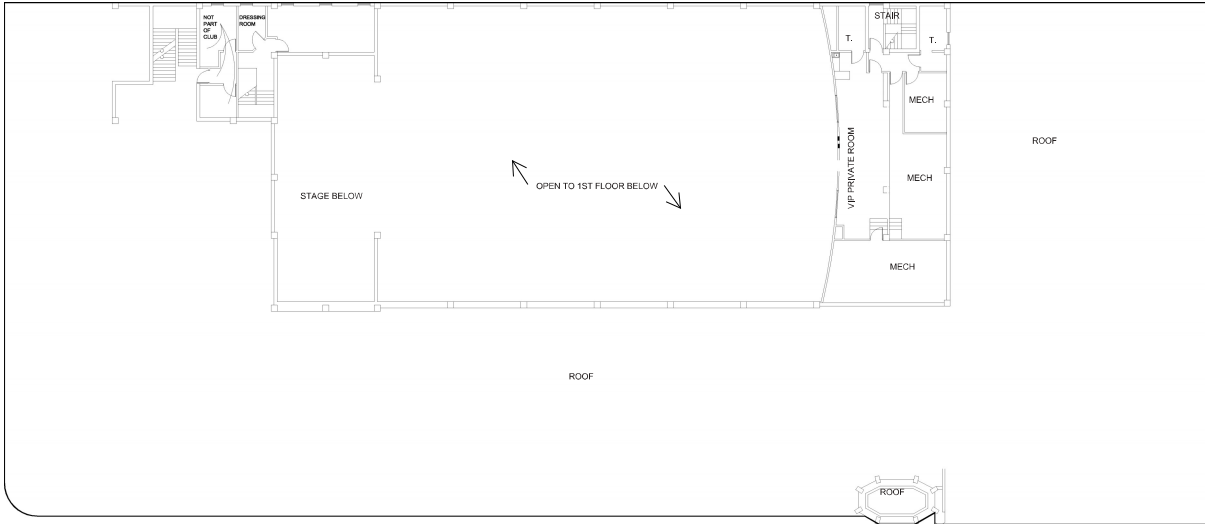 NOT
PART
OF
CLUB
DRESSING
ROOM
STAIR
T.
T.
MECH
ROOF
VIP PRIVATE ROOM
MECH
STAGE BELOW
OPEN TO 1ST FLOOR BELOW
MECH
ROOF
ROOF